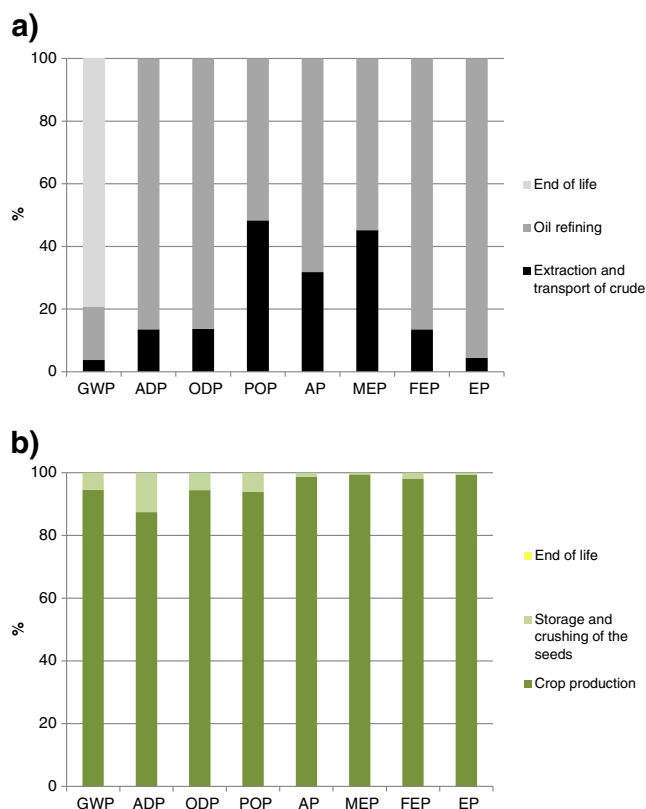 a)
100
80
60
40
20
0
%
GWP ADP ODP POP AP MEP FEP EP
End of life
Oil refining
Extraction and
transport of crude
b)
100
80
60
40
20
0
%
GWP ADP ODP POP AP MEP FEP EP
End of life
Storage and
crushing of the
seeds
Crop production